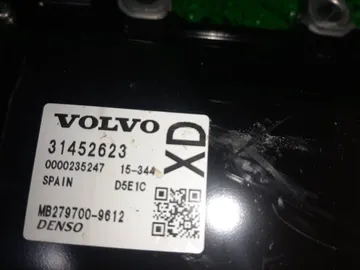 VOLVO
31452623
0000235247 15-344
SPAIN D5E1C
XD
MB279700-9612
DENSO